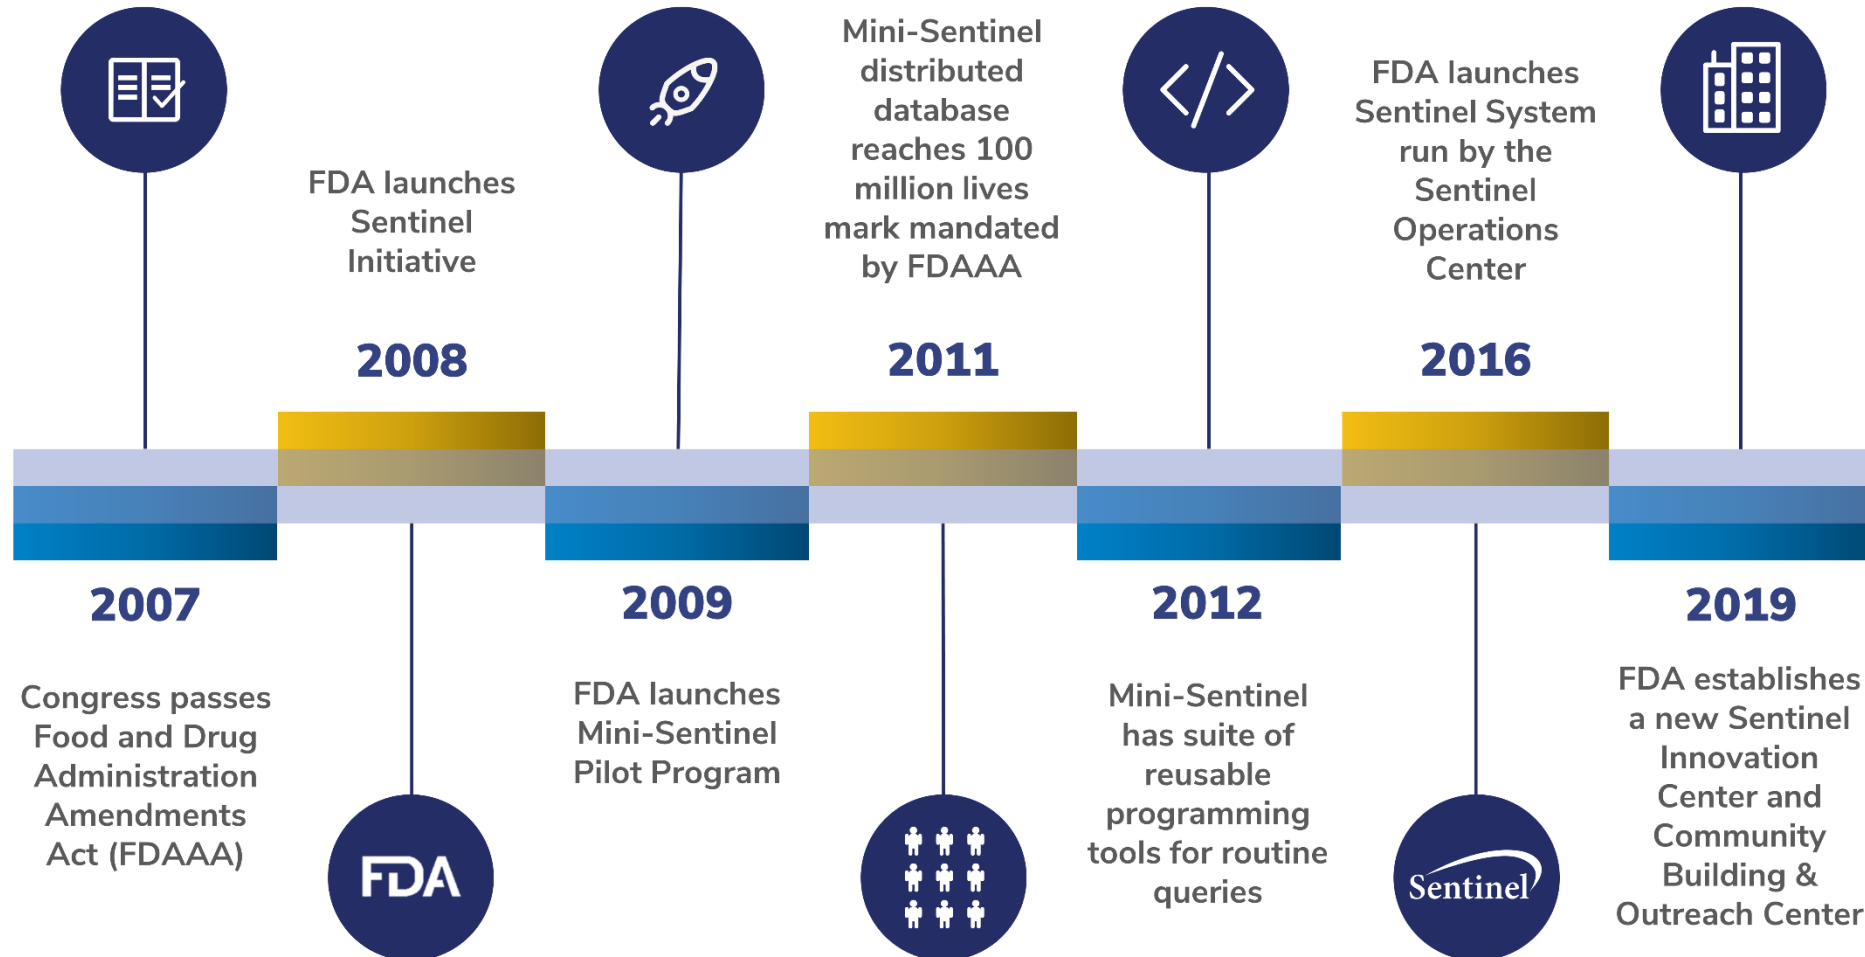 2007
Congress passes
Food and Drug
Administration
Amendments
Act (FDAAA)
FDA launches
Sentinel
Initiative
2008
FDA
2009
FDA launches
Mini-Sentinel
Pilot Program
Mini-Sentinel
distributed
database
reaches 100
million lives
mark mandated
by FDAAA
2011
2012
Mini-Sentinel
has suite of
reusable
programming
tools for routine
queries
FDA launches
Sentinel System
run by the
Sentinel
Operations
Center
2016
Sentinel
2019
FDA establishes
a new Sentinel
Innovation
Center and
Community
Building &
Outreach Center